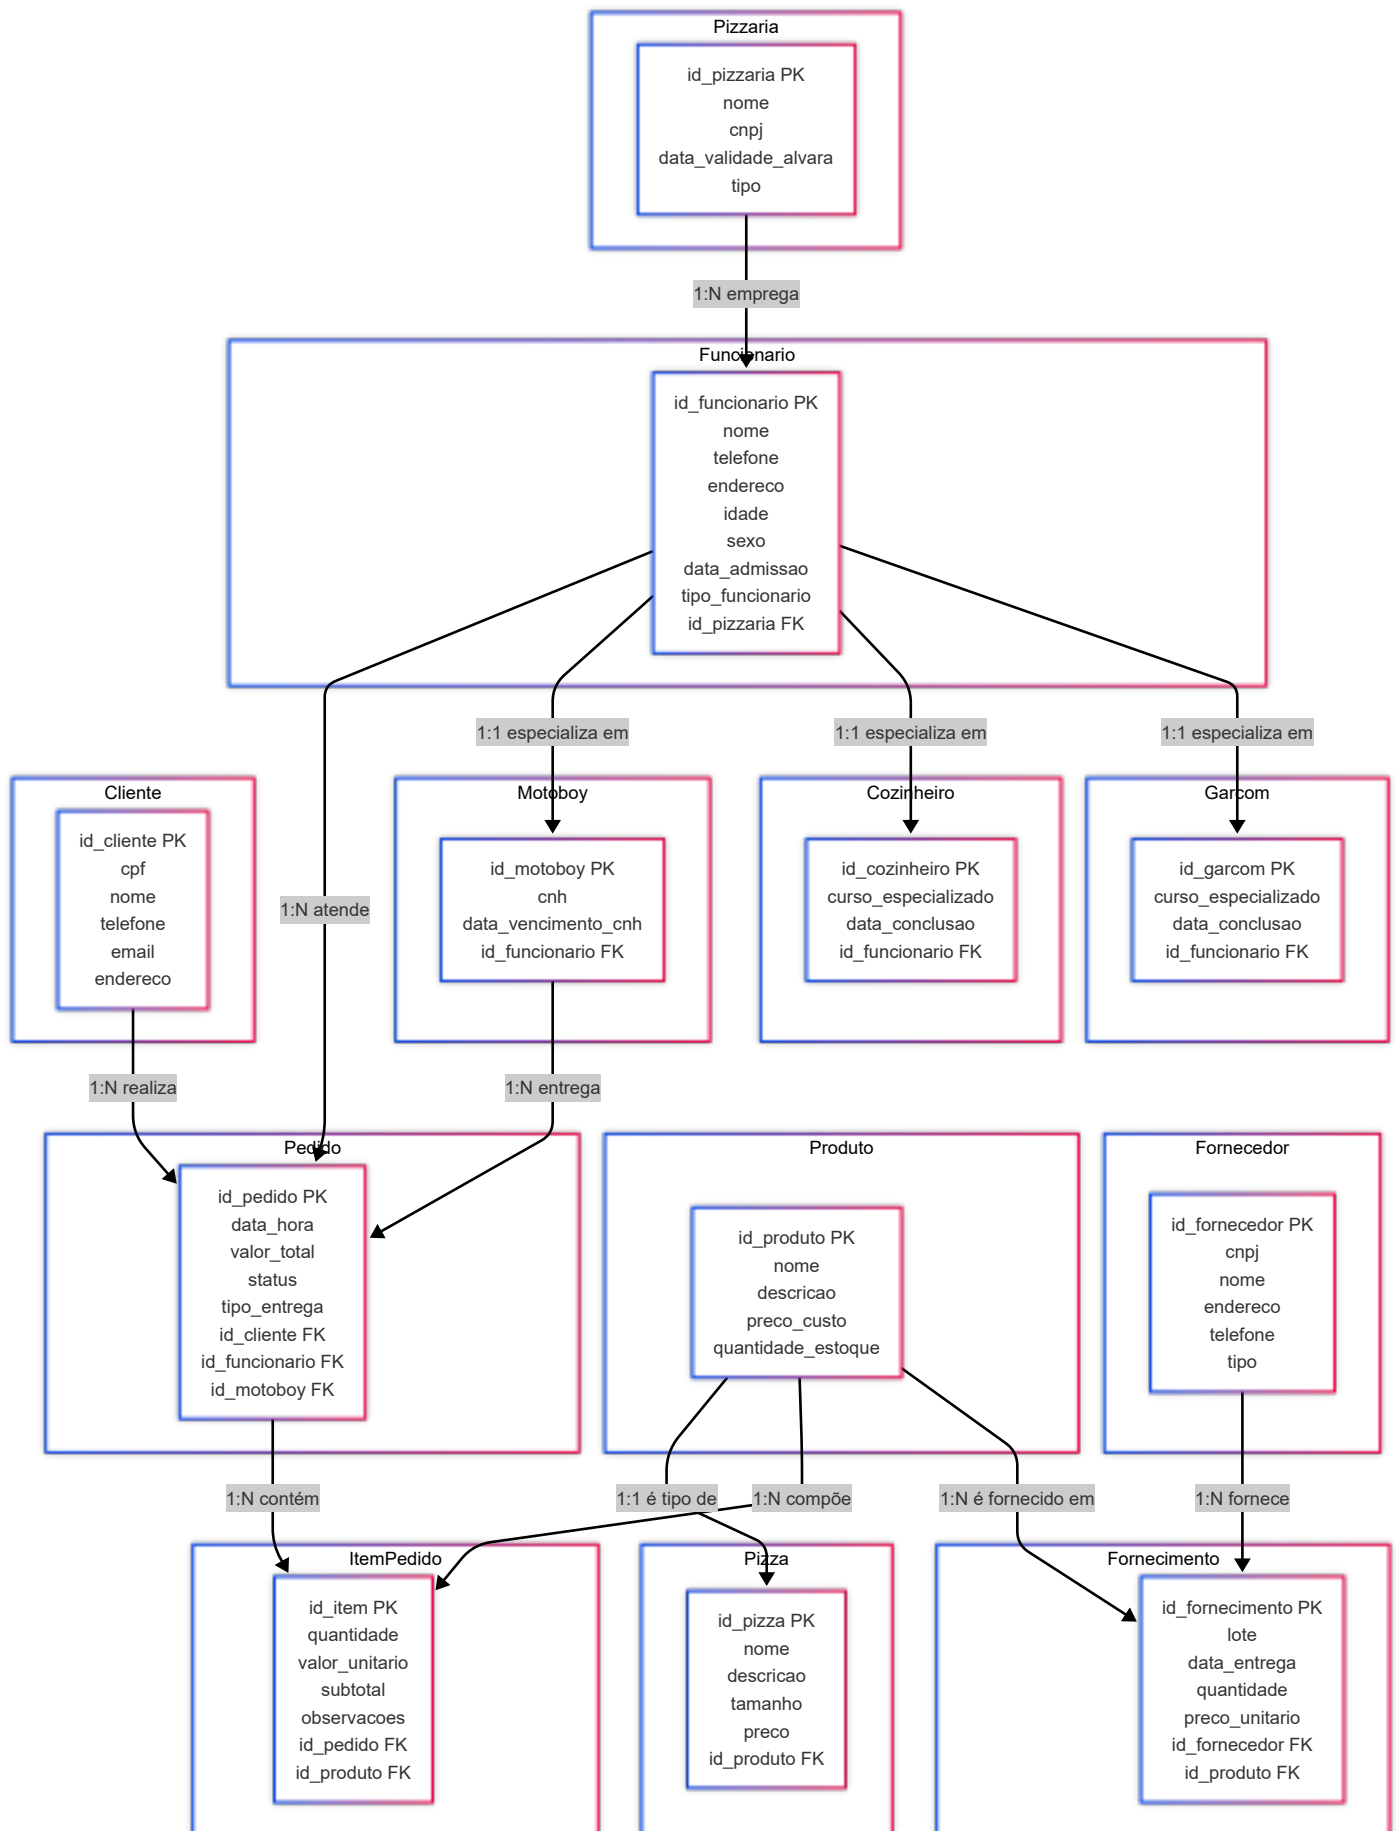 Pizzaria
id_pizzaria PK
nome
cnpj
data_validade_alvara
tipo
1:N emprega
Funcionario
id_funcionario PK
nome
telefone
endereco
idade
sexo
data_admissao
tipo_funcionario
id_pizzaria FK
1:1 especializa em
1:1 especializa em
1:1 especializa em
Cliente
id_cliente PK
cpf
nome
telefone
email
endereco
1:N atende
Motoboy
id_motoboy PK
cnh
data_vencimento_cnh
id_funcionario FK
Cozinheiro
id_cozinheiro PK
curso_especializado
data_conclusao
id_funcionario FK
Garcom
id_garcom PK
curso_especializado
data_conclusao
id_funcionario FK
1:N realiza
1:N entrega
Pedido
id_pedido PK
data_hora
valor_total
status
tipo_entrega
id_cliente FK
id_funcionario FK
id_motoboy FK
Produto
id_produto PK
nome
descricao
preco_custo
quantidade_estoque
Fornecedor
id_fornecedor PK
cnpj
nome
endereco
telefone
tipo
1:N contém
1:1 é tipo de
1:N compõe
1:N é fornecido em
1:N fornece
ItemPedido
id_item PK
quantidade
valor_unitario
subtotal
observacoes
id_pedido FK
id_produto FK
Pizza
id_pizza PK
nome
descricao
tamanho
preco
id_produto FK
Fornecimento
id_fornecimento PK
lote
data_entrega
quantidade
preco_unitario
id_fornecedor FK
id_produto FK